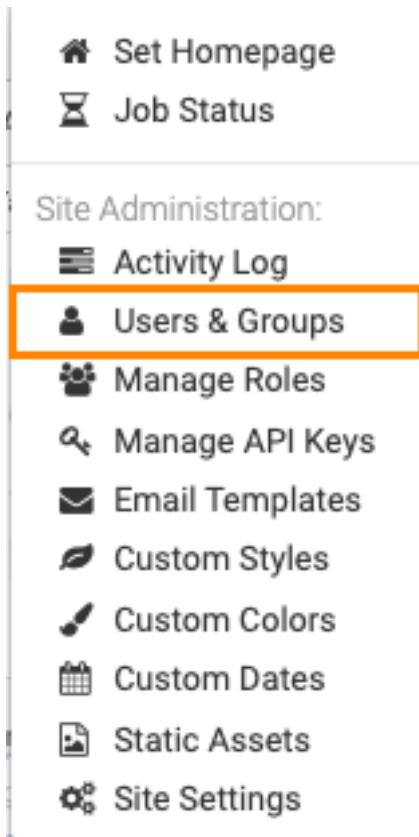 Set Homepage
Job Status
Site Administration:
Activity Log
Users & Groups
Manage Roles
Manage API Keys
Email Templates
Custom Styles
Custom Colors
Custom Dates
Static Assets
Site Settings